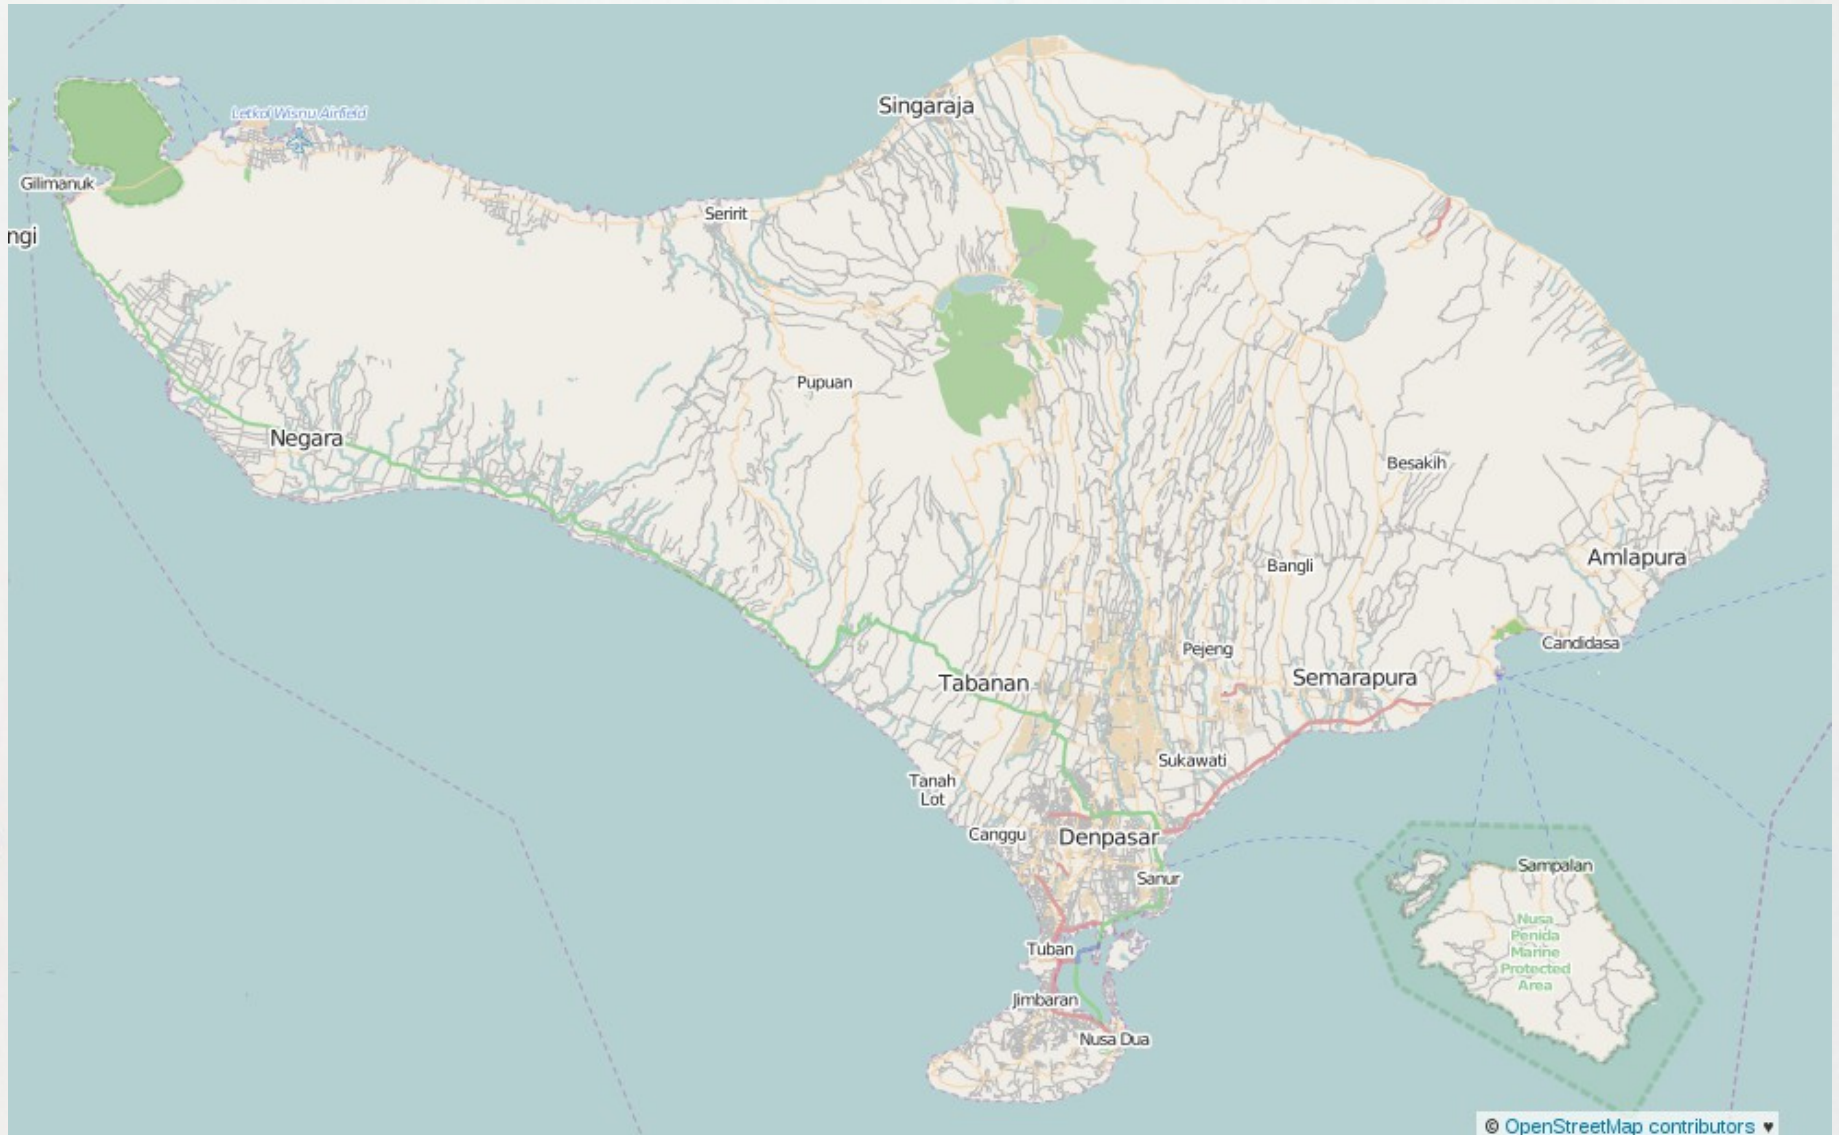 Singaraja
Letkol Wisnu Airfield
Gilimanuk
Seririt
ngi
Pupuan
Negara
Besakih
Amlapura
Bangli
Candidasa
Pejeng
Semarapura
Tabanan
Sukawati
Tanah
Lot
Canggu
Denpasar
Sampalan
Sanur
Nusa
Penida
Marine
Protected
Area
Tuban
Jimbaran
Nusa Dua
© OpenStreetMap contributors ♥